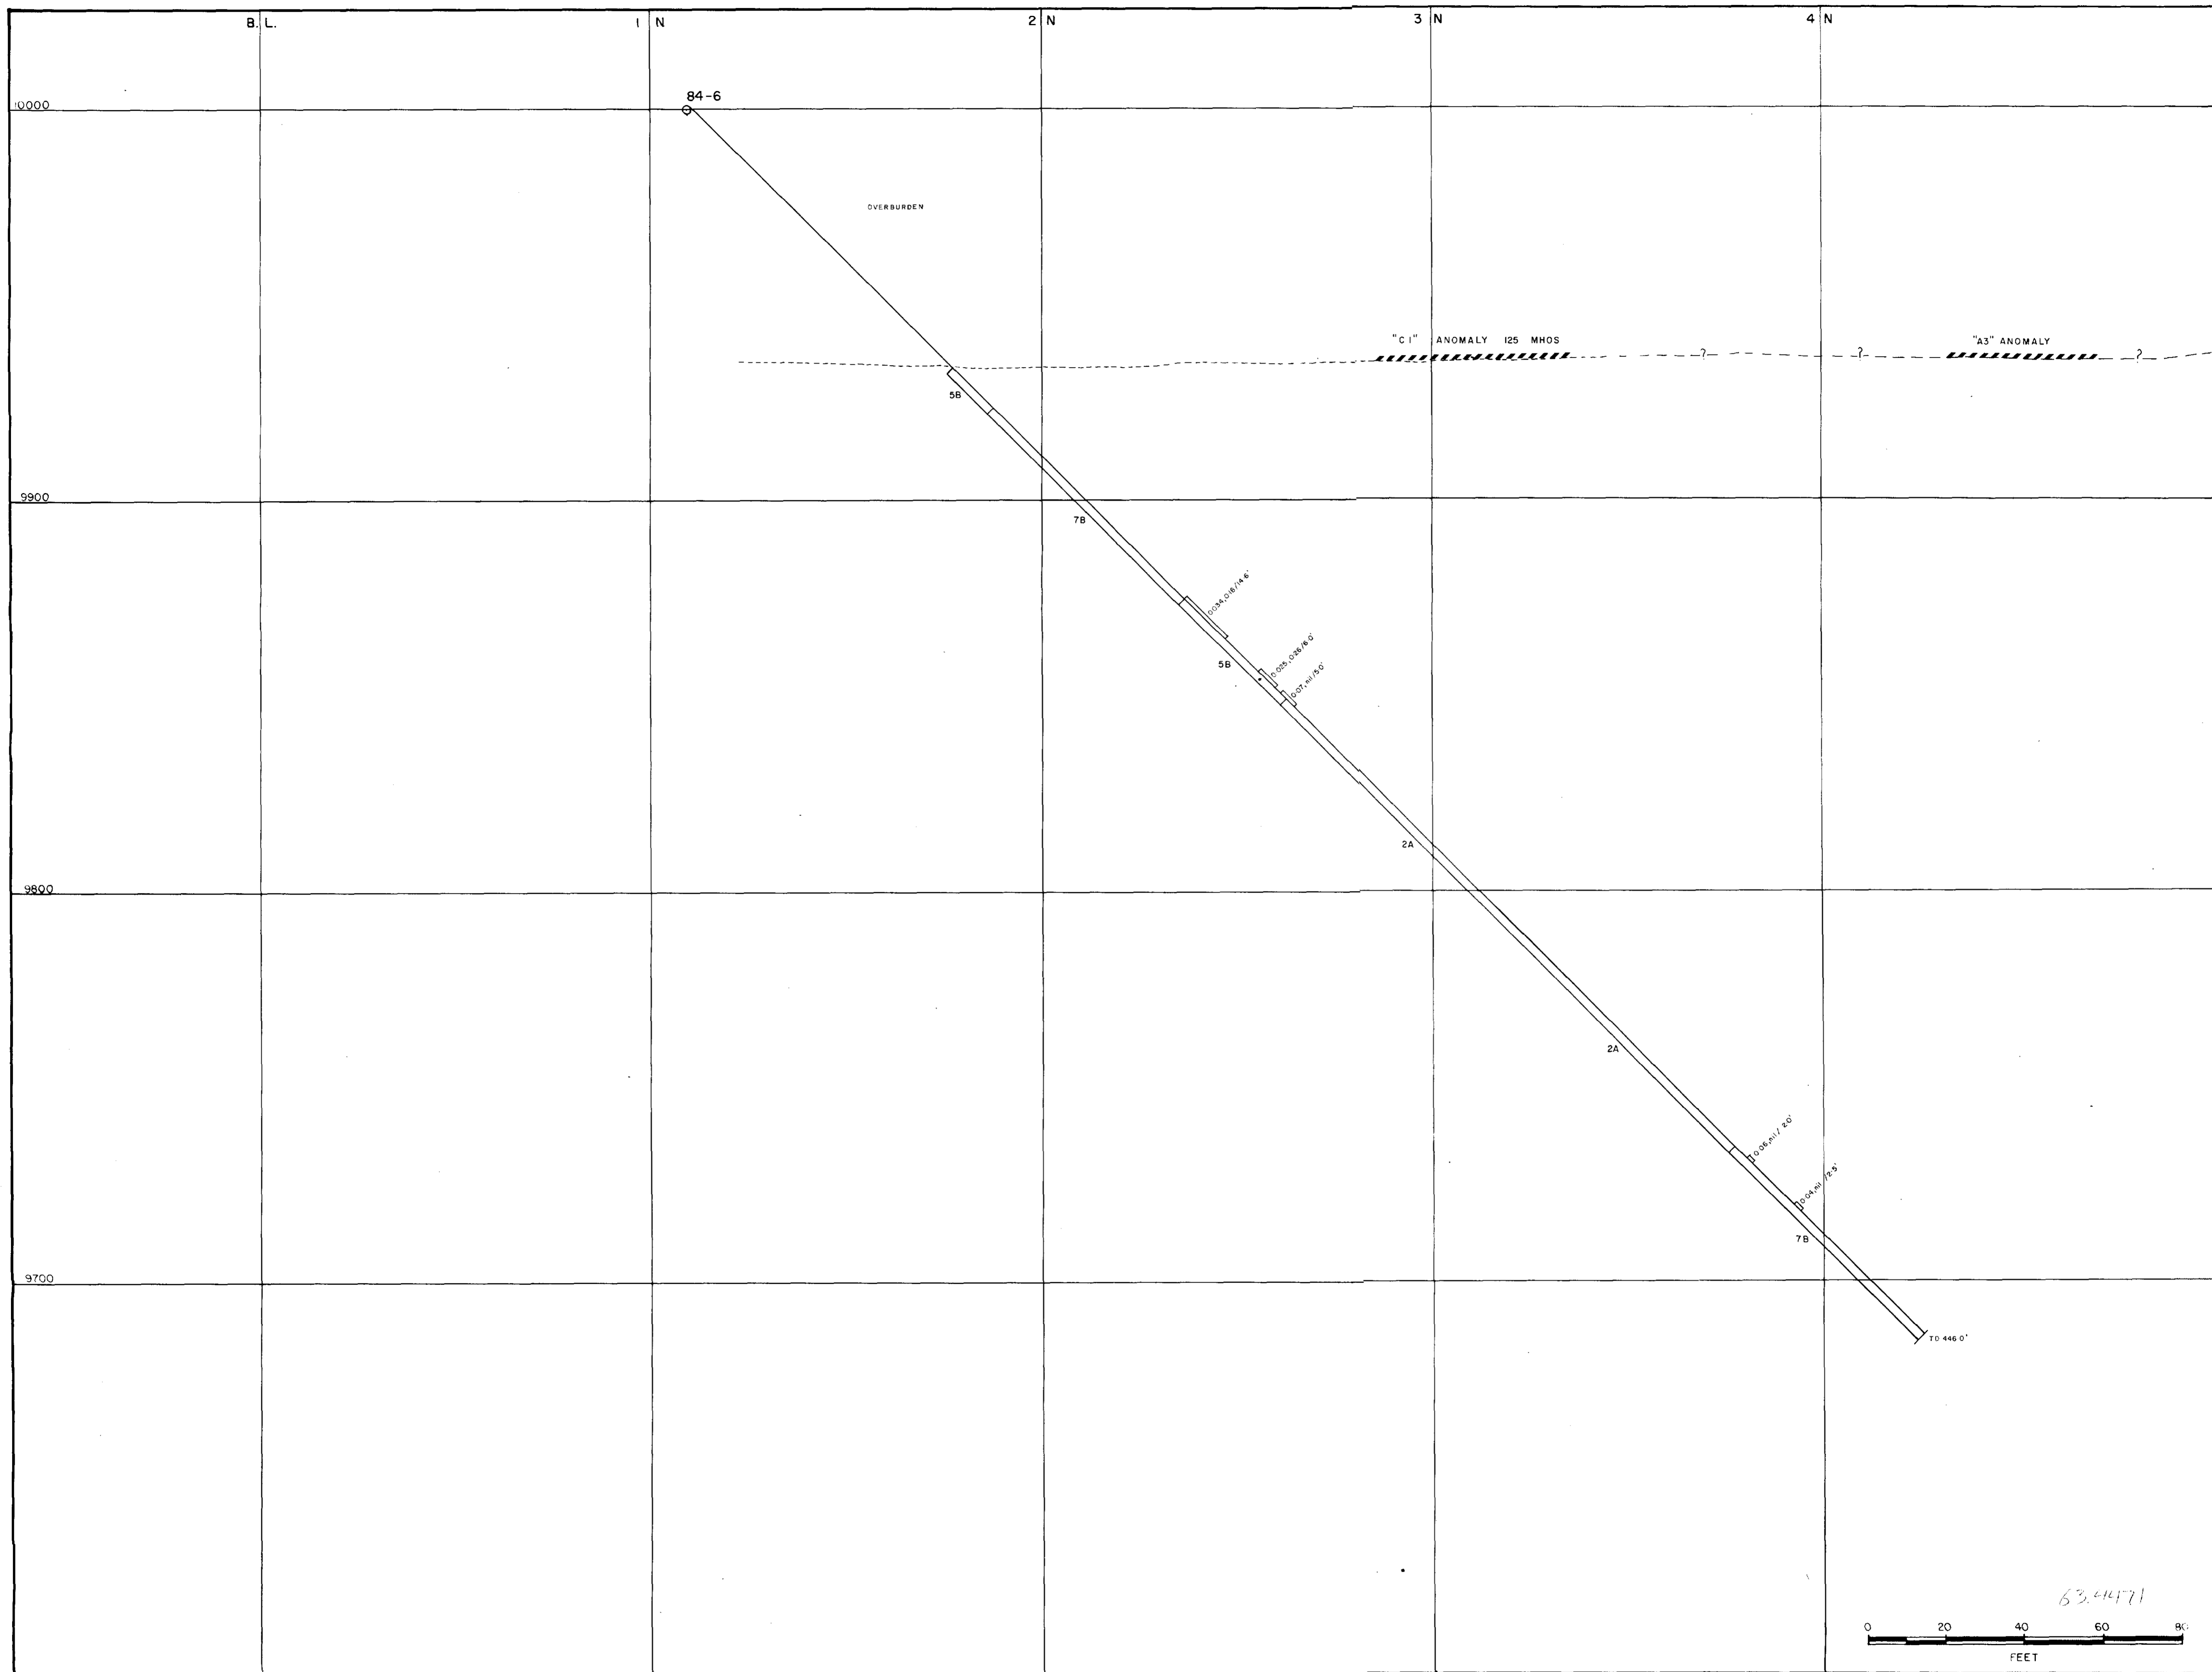 B.L. 1 N 2 N 3 N 4 N
84-6
10000
OVERBURDEN
"C1" ANOMALY 125 MHOS
"A3" ANOMALY
? ? ?
5B
9900
7B
0.034, 0.18/14.6'
0.025, 0.26/6.0'
5B
0.07, nil/5.0'
2A
9800
2A
0.06, nil / 2.0'
0.04, nil /2.5'
7B
9700
TD 446.0'
63.4471
0 20 40 60 80
FEET